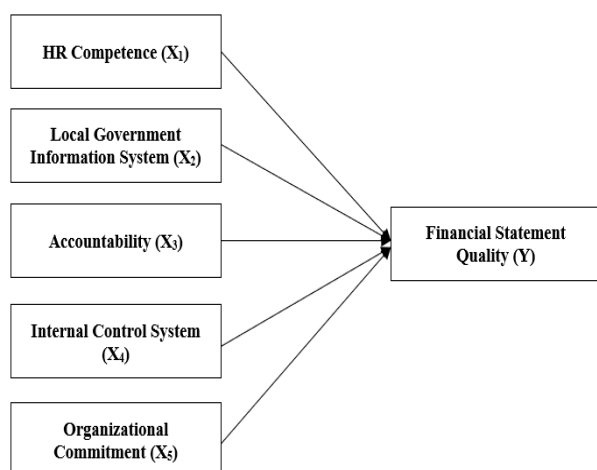 HR Competence (X₁)
Local Government
Information System (X₂)
Accountability (X₃)
Financial Statement
Quality (Y)
Internal Control System
(X₄)
Organizational
Commitment (X₅)